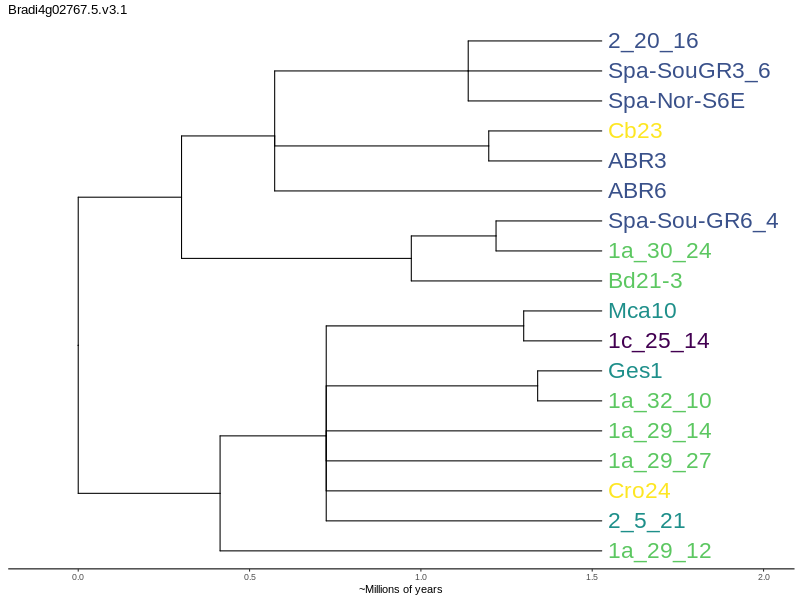 Bradi4g02767.5.v3.1
2_20_16
Spa-SouGR3_6
Spa-Nor-S6E
Cb23
ABR3
ABR6
Spa-Sou-GR6_4
1a_30_24
Bd21-3
Mca10
1c_25_14
Ges1
1a_32_10
1a_29_14
1a_29_27
Cro24
2_5_21
1a_29_12
0.0 0.5 1.0 1.5 2.0
~Millions of years